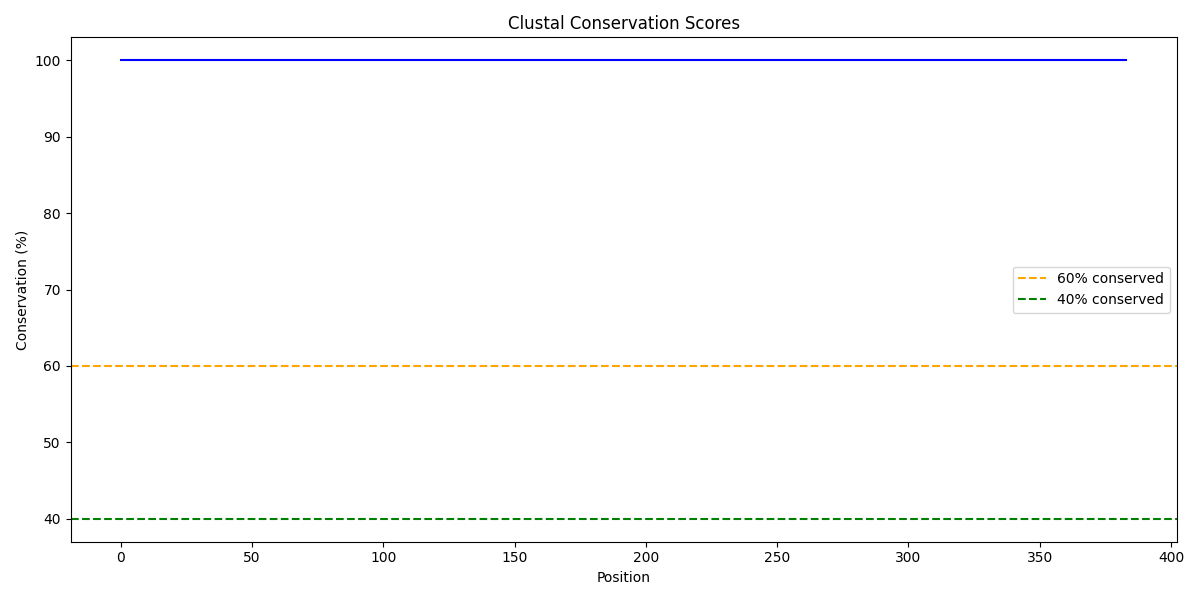 Clustal Conservation Scores
Conservation (%)
100
90
80
70
60
50
40
60% conserved
40% conserved
0 50 100 150 200 250 300 350 400
Position